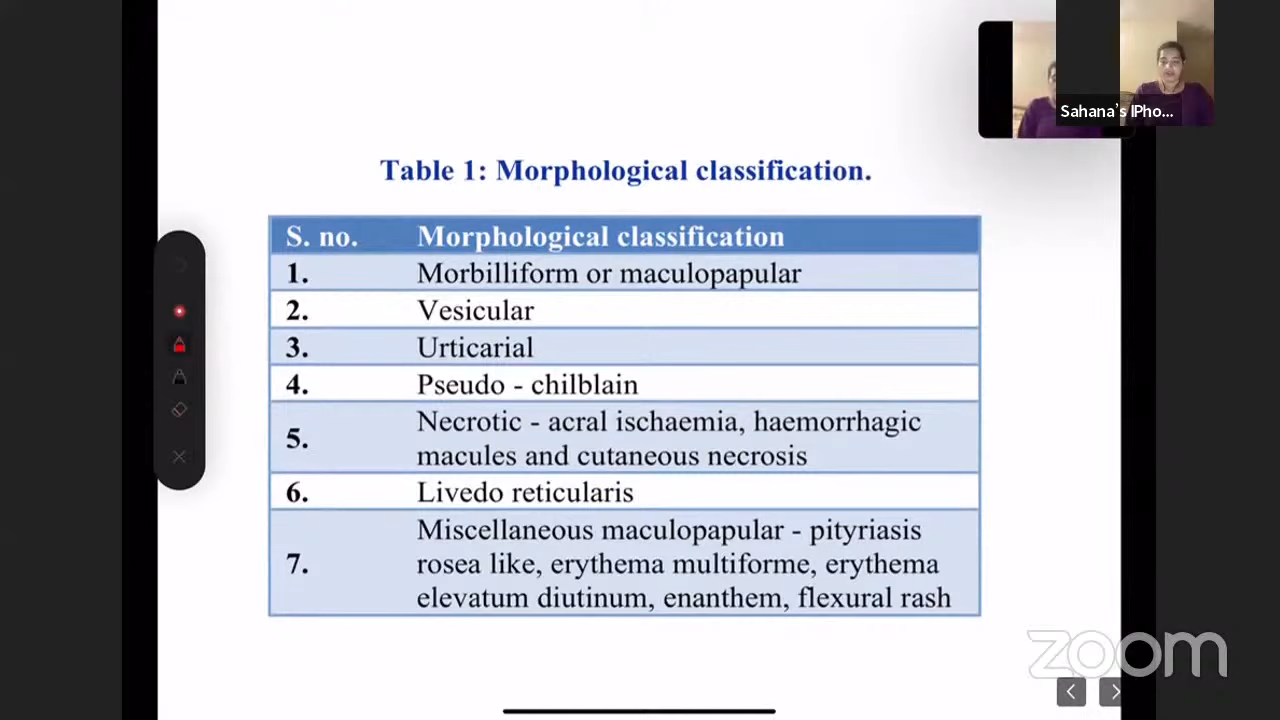 Sahana's IPho...
Table 1: Morphological classification.
S. no. Morphological classification
1. Morbilliform or maculopapular
2. Vesicular
3. Urticarial
4. Pseudo - chilblain
5. Necrotic - acral ischaemia, haemorrhagic
macules and cutaneous necrosis
6. Livedo reticularis
7. Miscellaneous maculopapular - pityriasis
rosea like, erythema multiforme, erythema
elevatum diutinum, enanthem, flexural rash
zoom